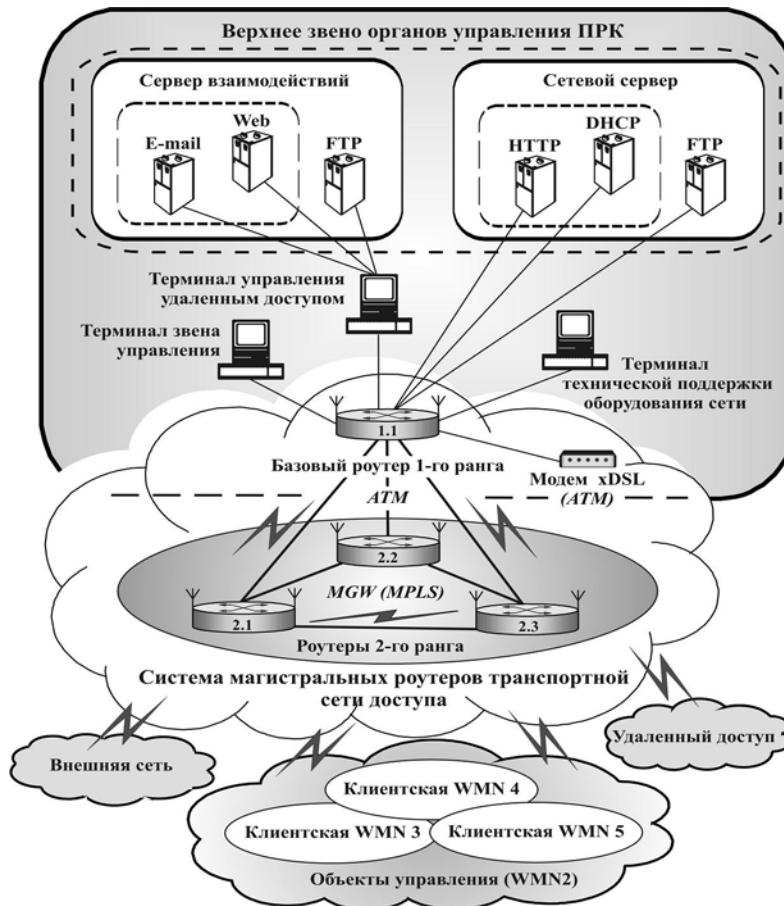 Верхнее звено органов управления ПРК
Сервер взаимодействий
Сетевой сервер
E-mail
Web
FTP
HTTP
DHCP
FTP
Терминал управления
удаленным доступом
Терминал звена
управления
Терминал
технической поддержки
оборудования сети
1.1
Базовый роутер 1-го ранга
ATM
Модем xDSL
(ATM)
2.2
MGW (MPLS)
2.1
2.3
Роутеры 2-го ранга
Система магистральных роутеров транспортной
сети доступа
Внешняя сеть
Удаленный доступ
Клиентская WMN 4
Клиентская WMN 3
Клиентская WMN 5
Объекты управления (WMN2)